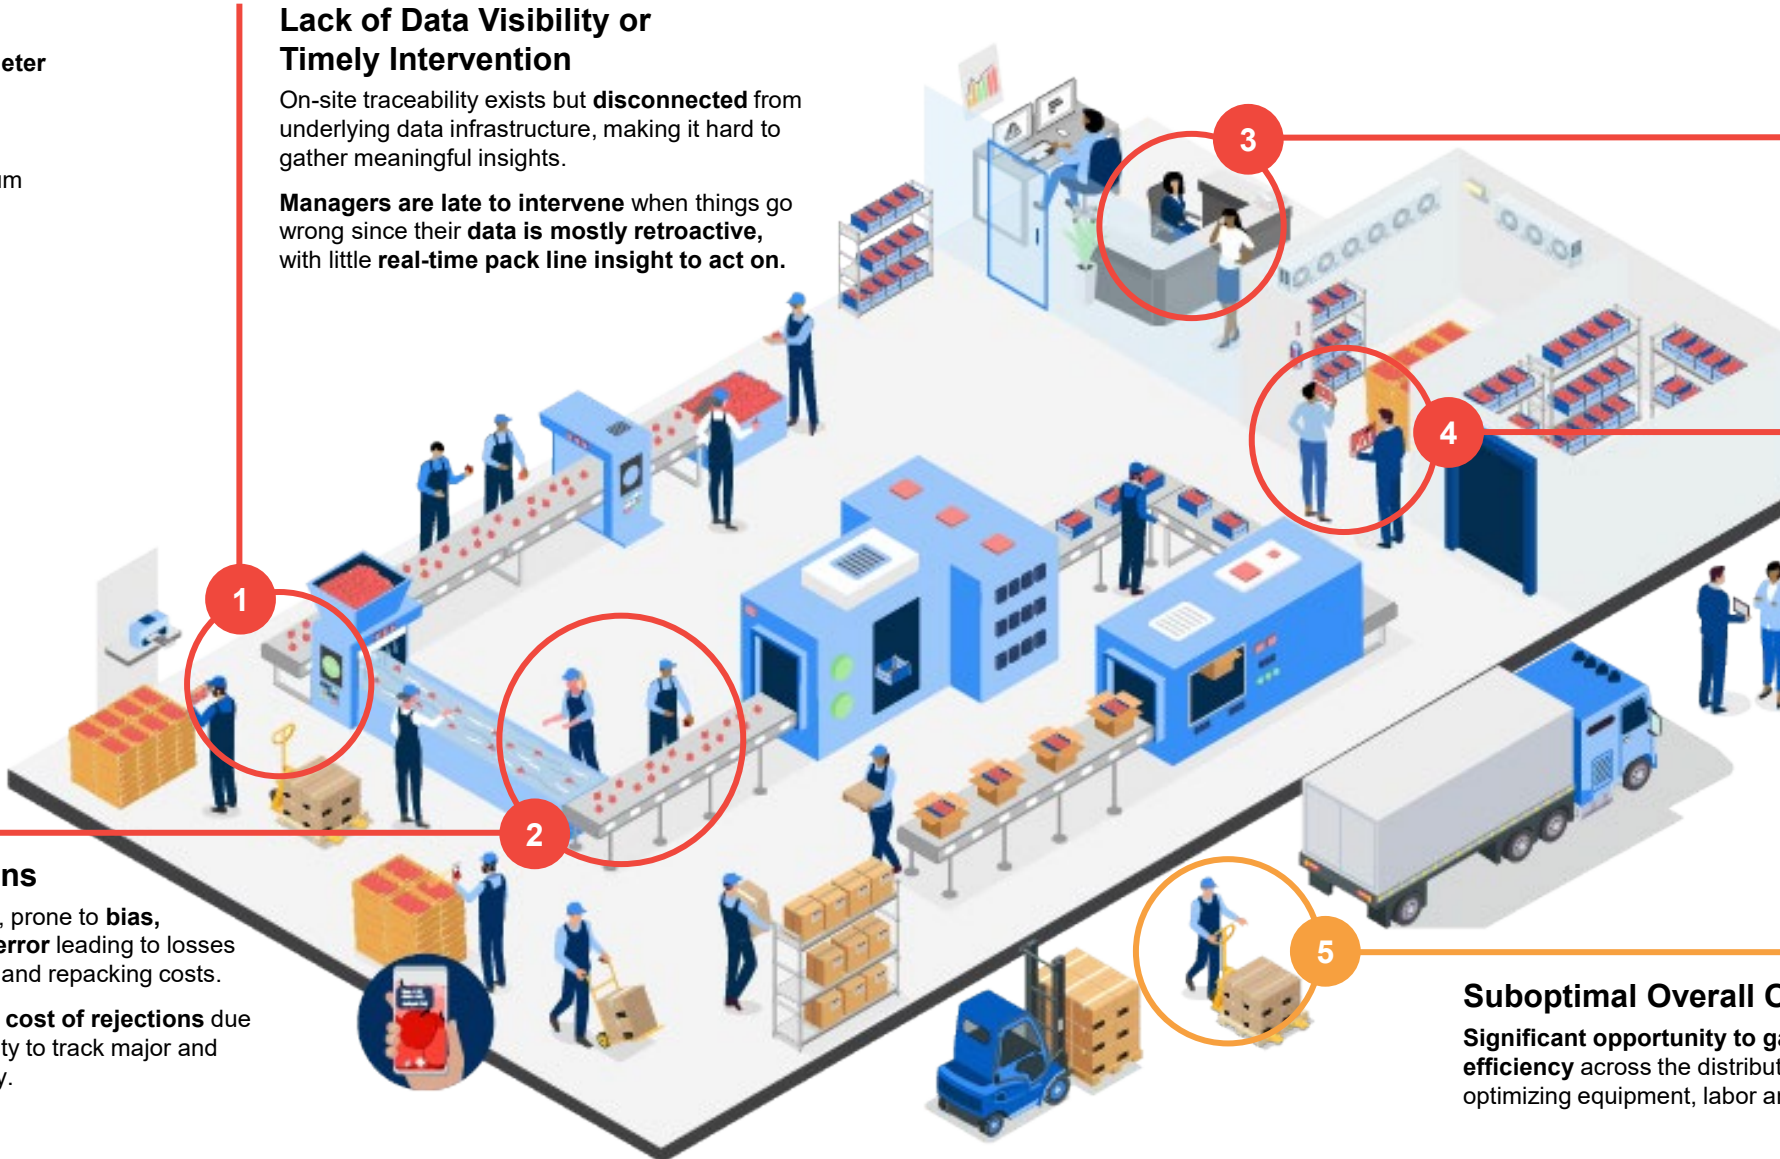 eter
um
Lack of Data Visibility or
Timely Intervention
On-site traceability exists but disconnected from
underlying data infrastructure, making it hard to
gather meaningful insights.
Managers are late to intervene when things go
wrong since their data is mostly retroactive,
with little real-time pack line insight to act on.
3
4
1
2
ns
, prone to bias,
error leading to losses
and repacking costs.
cost of rejections due
ty to track major and
y.
5
Suboptimal Overall
Significant opportunity to ga
efficiency across the distribut
optimizing equipment, labor a